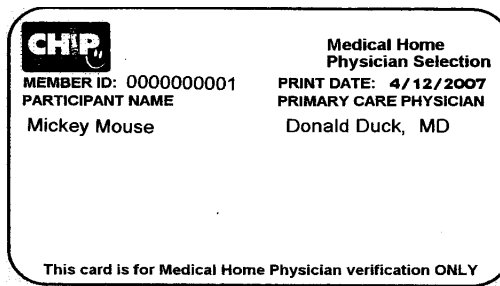 CHIP
Medical Home
Physician Selection
MEMBER ID: 0000000001
PRINT DATE: 4/12/2007
PARTICIPANT NAME
PRIMARY CARE PHYSICIAN
Mickey Mouse
Donald Duck, MD
This card is for Medical Home Physician verification ONLY